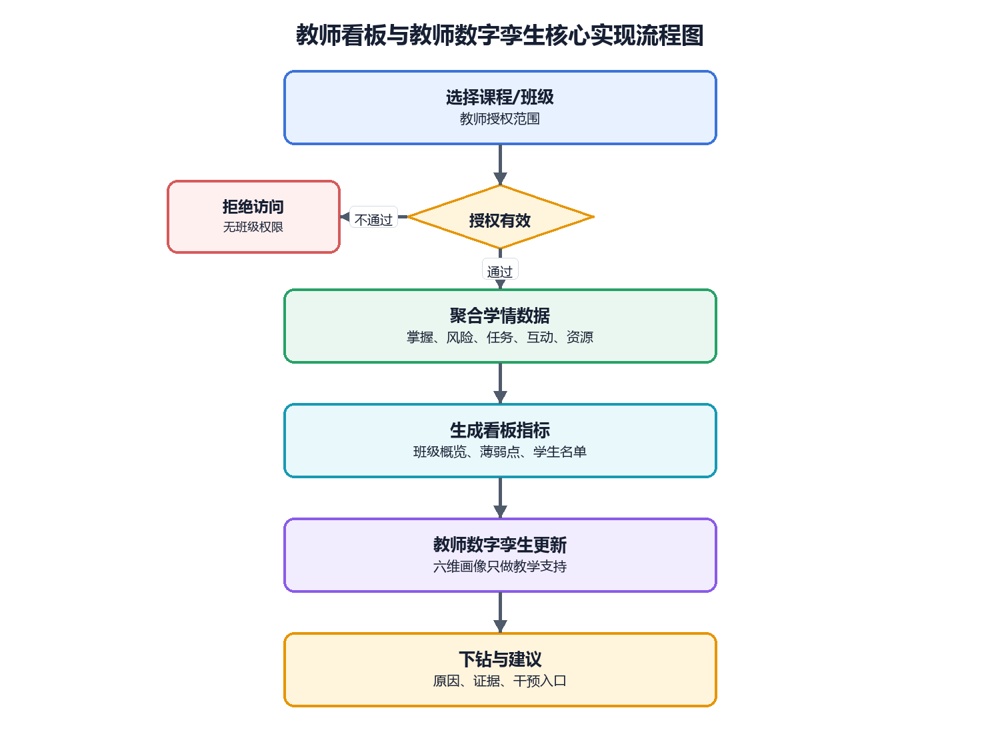 教师看板与教师数字孪生核心实现流程图
选择课程/班级
教师授权范围
拒绝访问
无班级权限
不通过
授权有效
通过
聚合学情数据
掌握、风险、任务、互动、资源
生成看板指标
班级概览、薄弱点、学生名单
教师数字孪生更新
六维画像只做教学支持
下钻与建议
原因、证据、干预入口